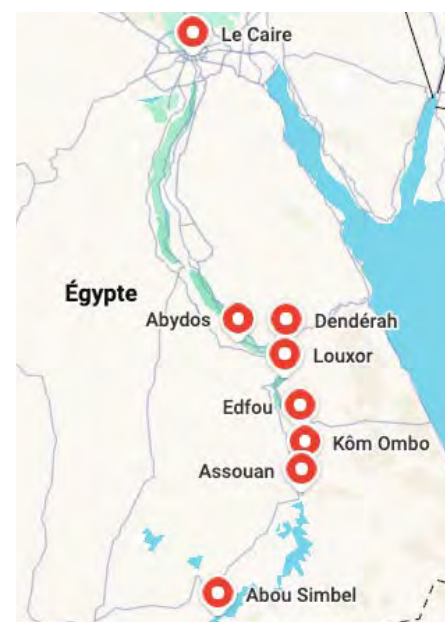 Le Caire
Égypte
Abydos
Dendérah
Louxor
Edfou
Kôm Ombo
Assouan
Abou Simbel